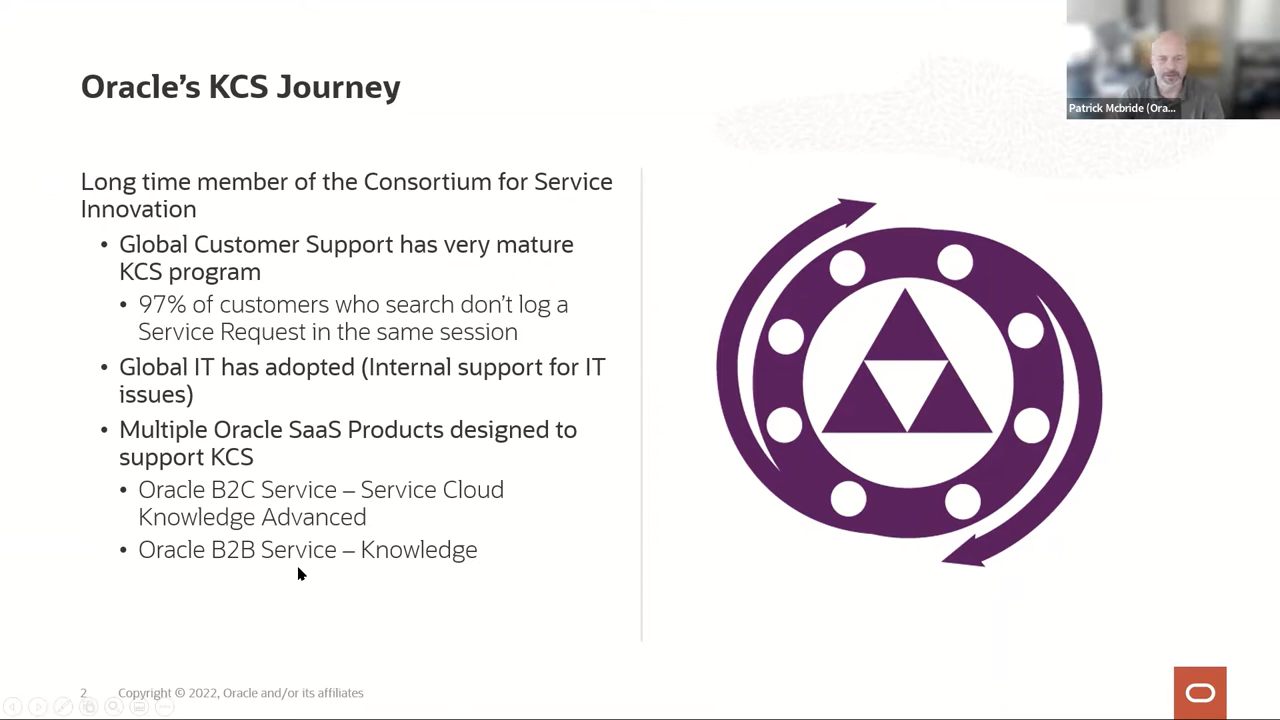 Oracle’s KCS Journey
Patrick Mcbride (Ora...
Long time member of the Consortium for Service
Innovation
• Global Customer Support has very mature
KCS program
• 97% of customers who search don’t log a
Service Request in the same session
• Global IT has adopted (Internal support for IT
issues)
• Multiple Oracle SaaS Products designed to
support KCS
• Oracle B2C Service – Service Cloud
Knowledge Advanced
• Oracle B2B Service – Knowledge
2 Copyright © 2022, Oracle and/or its affiliates